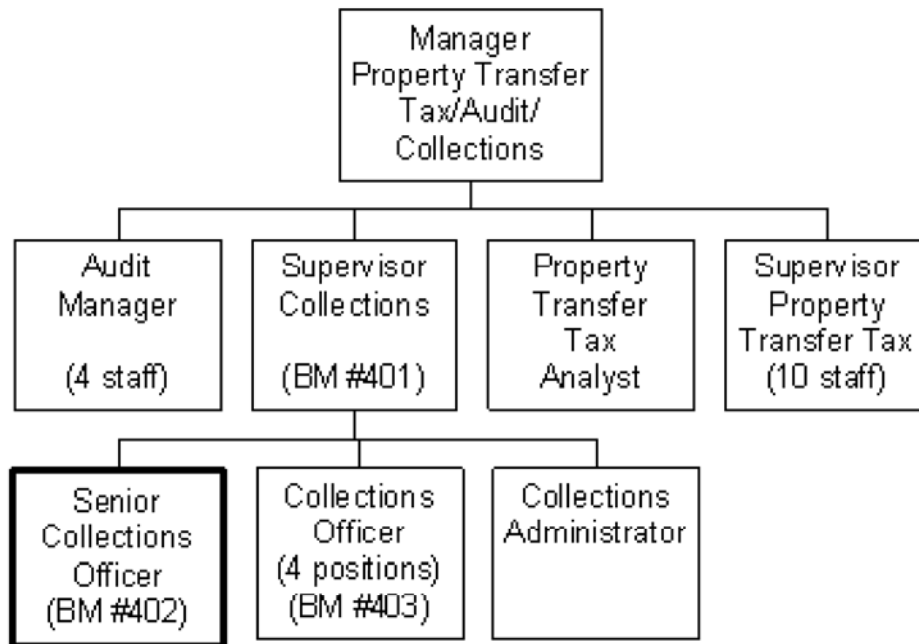 Manager
Property Transfer
Tax/Audit/
Collections
Audit
Manager
(4 staff)
Supervisor
Collections
(BM #401)
Property
Transfer
Tax
Analyst
Supervisor
Property
Transfer Tax
(10 staff)
Senior
Collections
Officer
(BM #402)
Collections
Officer
(4 positions)
(BM #403)
Collections
Administrator